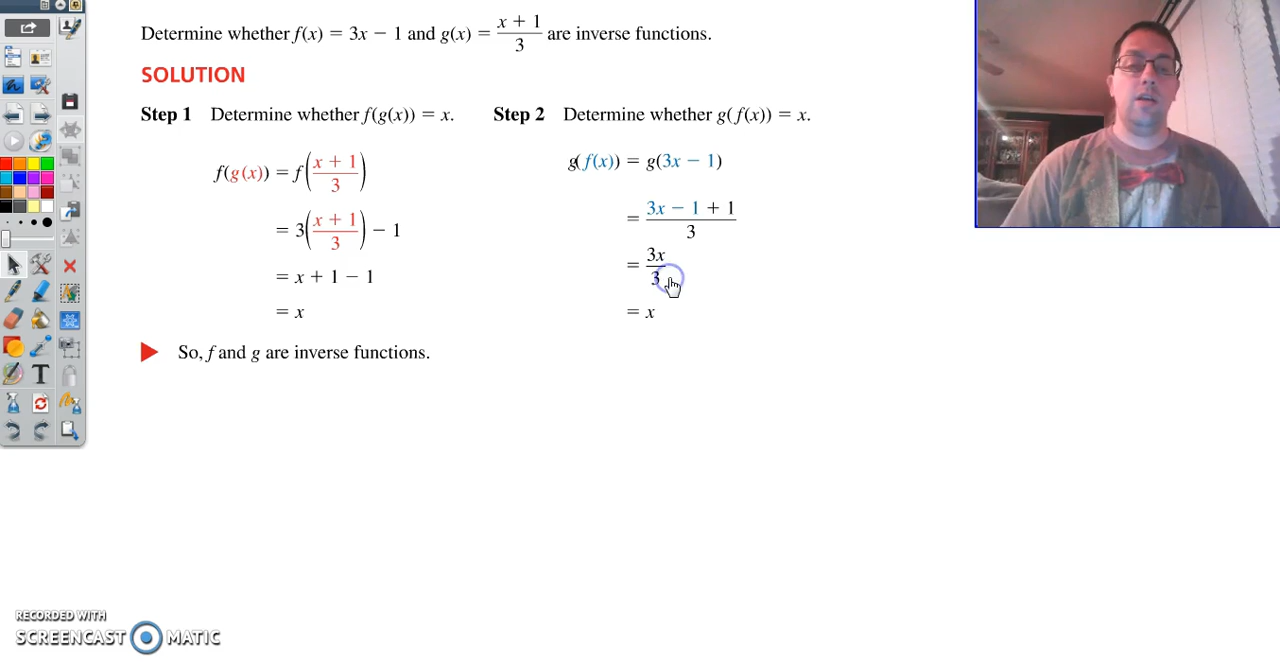 Determine whether f(x) = 3x − 1 and g(x) = (x + 1)/3 are inverse functions.
SOLUTION
Step 1 Determine whether f(g(x)) = x.
f(g(x)) = f((x + 1)/3)
= 3((x + 1)/3) − 1
= x + 1 − 1
= x
Step 2 Determine whether g(f(x)) = x.
g(f(x)) = g(3x − 1)
= (3x − 1 + 1)/3
= 3x/3
= x
So, f and g are inverse functions.
T
RECORDED WITH
SCREENCAST MATIC